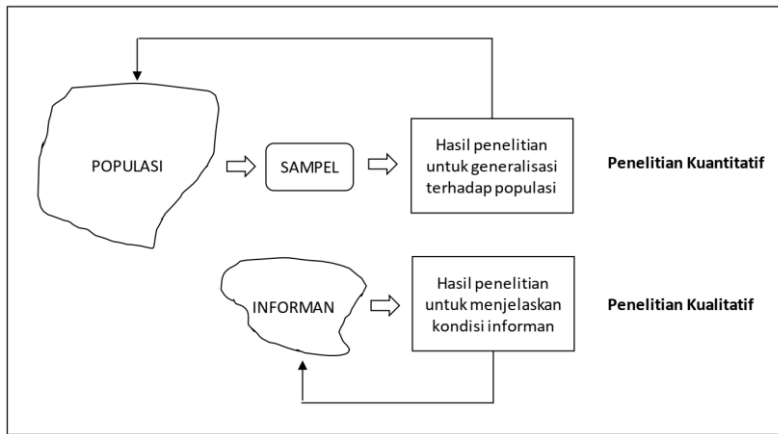 POPULASI
SAMPEL
Hasil penelitian
untuk generalisasi
terhadap populasi
Penelitian Kuantitatif
INFORMAN
Hasil penelitian
untuk menjelaskan
kondisi informan
Penelitian Kualitatif